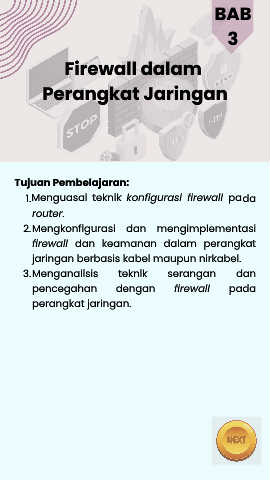 BAB
3
Firewall dalam
Perangkat Jaringan
STOP
Tujuan Pembelajaran:
1. Menguasai teknik konfigurasi firewall pada
router.
2. Mengkonfigurasi dan mengimplementasi
firewall dan keamanan dalam perangkat
jaringan berbasis kabel maupun nirkabel.
3. Menganalisis teknik serangan dan
pencegahan dengan firewall pada
perangkat jaringan.
NEXT